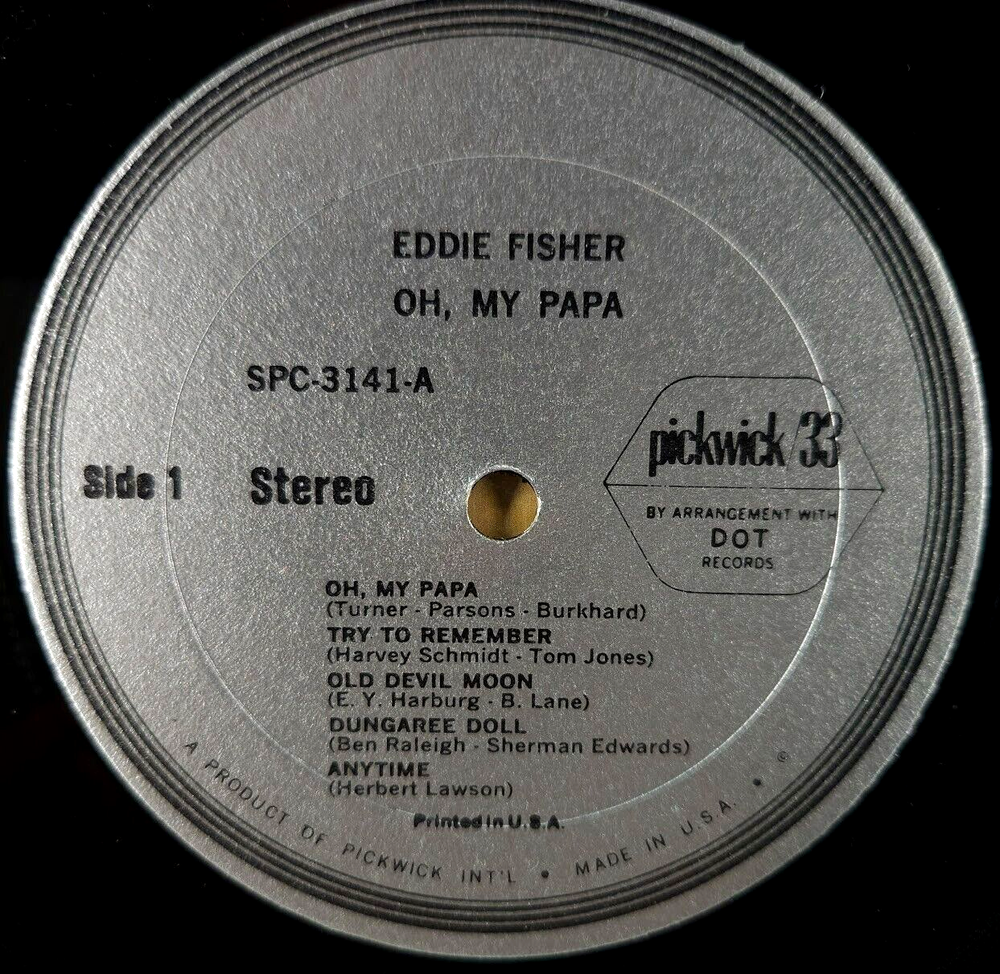 EDDIE FISHER
OH, MY PAPA
SPC-3141-A
Side 1
Stereo
pickwick/33
BY ARRANGEMENT WITH
DOT
RECORDS
OH, MY PAPA
(Turner - Parsons - Burkhard)
TRY TO REMEMBER
(Harvey Schmidt - Tom Jones)
OLD DEVIL MOON
(E. Y. Harburg - B. Lane)
DUNGAREE DOLL
(Ben Raleigh - Sherman Edwards)
ANYTIME
(Herbert Lawson)
Printed in U.S.A.
A PRODUCT OF PICKWICK INT'L • MADE IN U.S.A. • ©